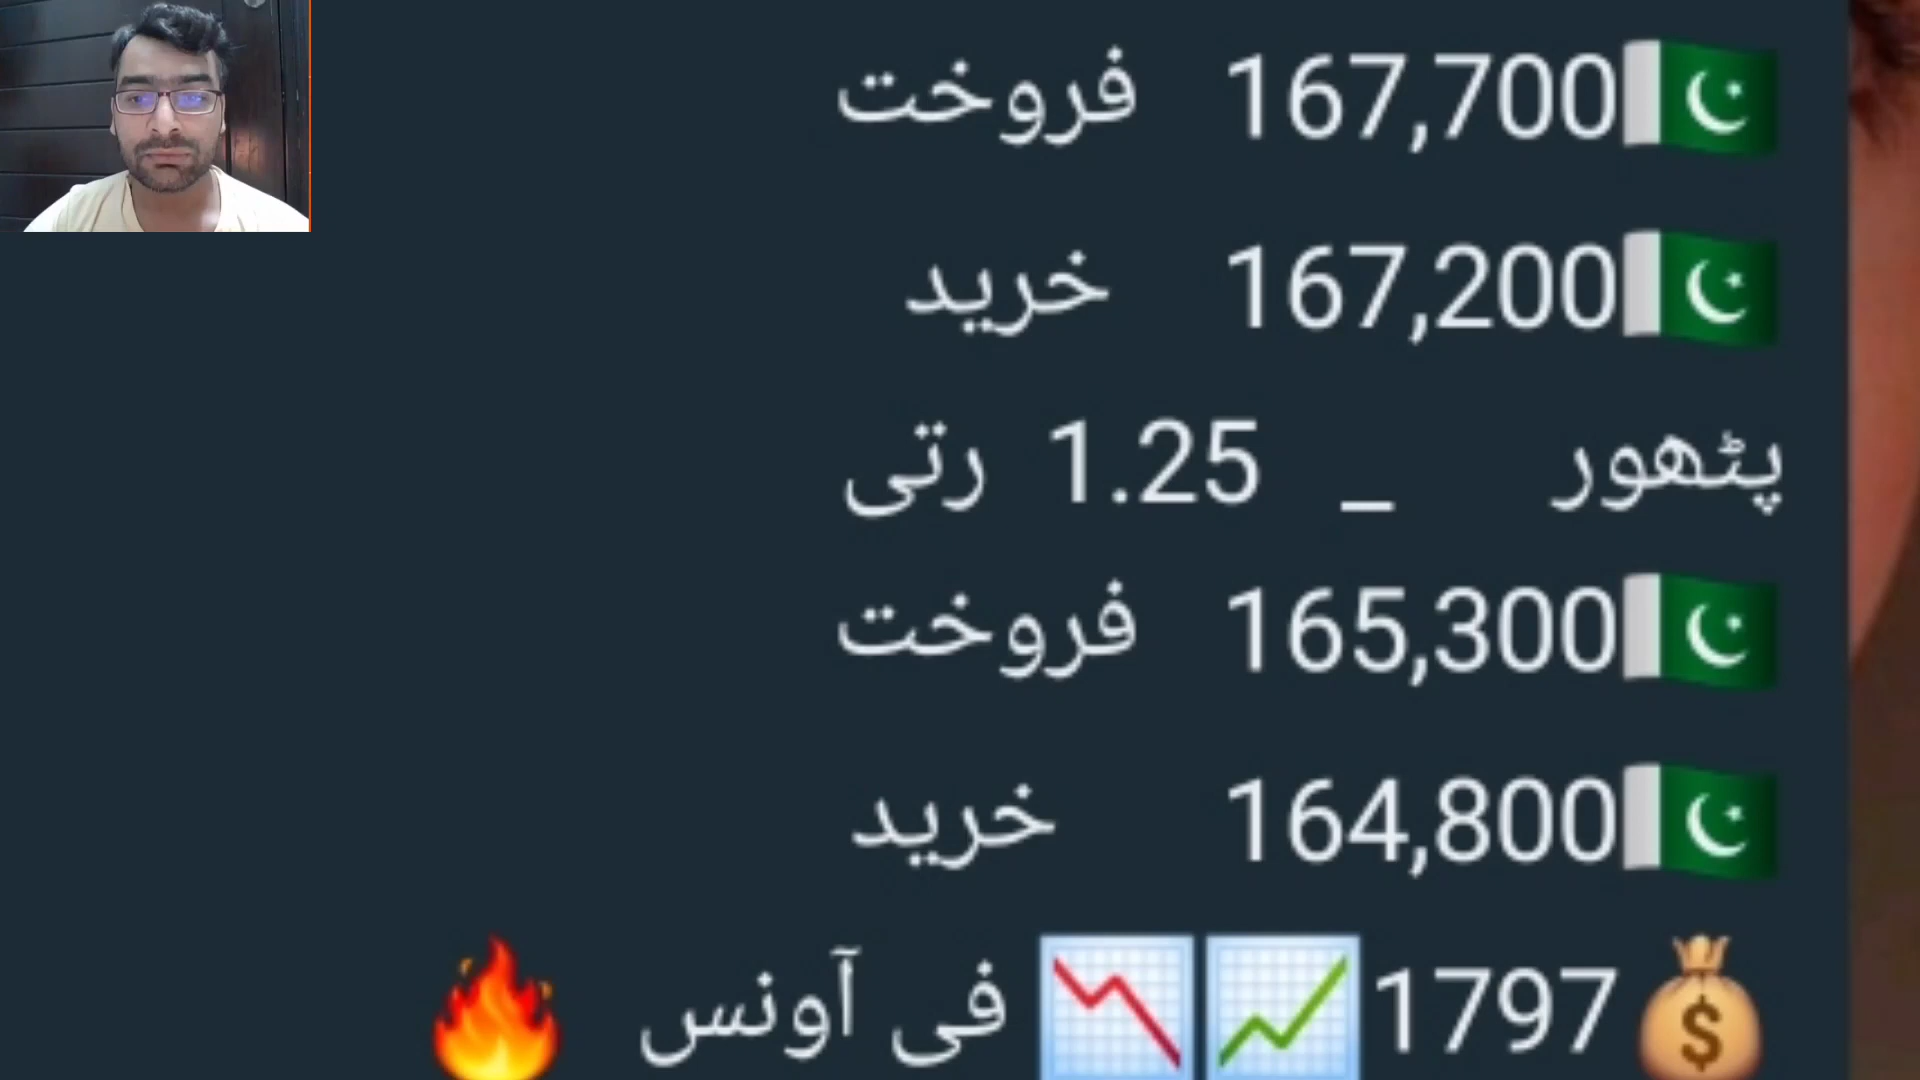 167,700 فروخت
167,200 خرید
پٹھور _ 1.25 رتی
165,300 فروخت
164,800 خرید
1797 فی آونس